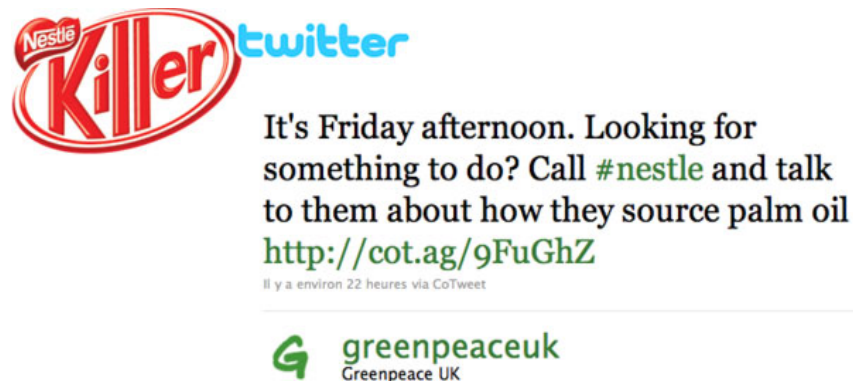 Nestlé
Killer
twitter
It's Friday afternoon. Looking for
something to do? Call #nestle and talk
to them about how they source palm oil
http://cot.ag/9FuGhZ
Il y a environ 22 heures via CoTweet
greenpeaceuk
Greenpeace UK